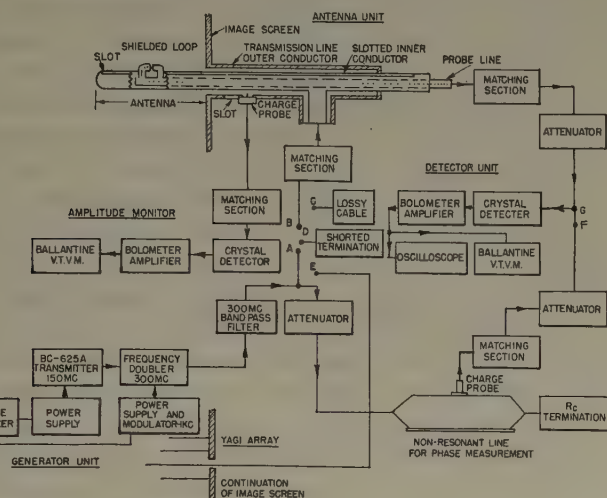 ANTENNA UNIT
IMAGE SCREEN
SHIELDED LOOP
TRANSMISSION LINE
OUTER CONDUCTOR
SLOTTED INNER
CONDUCTOR
PROBE LINE
SLOT
MATCHING
SECTION
ANTENNA
SLOT
CHARGE
PROBE
ATTENUATOR
MATCHING
SECTION
DETECTOR UNIT
MATCHING
SECTION
C
LOSSY
CABLE
BOLOMETER
AMPLIFIER
CRYSTAL
DETECTER
G
F
AMPLITUDE MONITOR
B
D
SHORTED
TERMINATION
A
BALLANTINE
V.T.V.M.
BOLOMETER
AMPLIFIER
CRYSTAL
DETECTOR
OSCILLOSCOPE
BALLANTINE
V.T.V.M.
E
300MC
BAND PASS
FILTER
ATTENUATOR
ATTENUATOR
MATCHING
SECTION
BC-625A
TRANSMITTER
150MC
FREQUENCY
DOUBLER
300MC
CHARGE
PROBE
POWER
SUPPLY
POWER
SUPPLY AND
MODULATOR-IKC
YAGI ARRAY
RC
TERMINATION
GENERATOR UNIT
NON-RESONANT LINE
FOR PHASE MEASUREMENT
CONTINUATION
OF IMAGE SCREEN